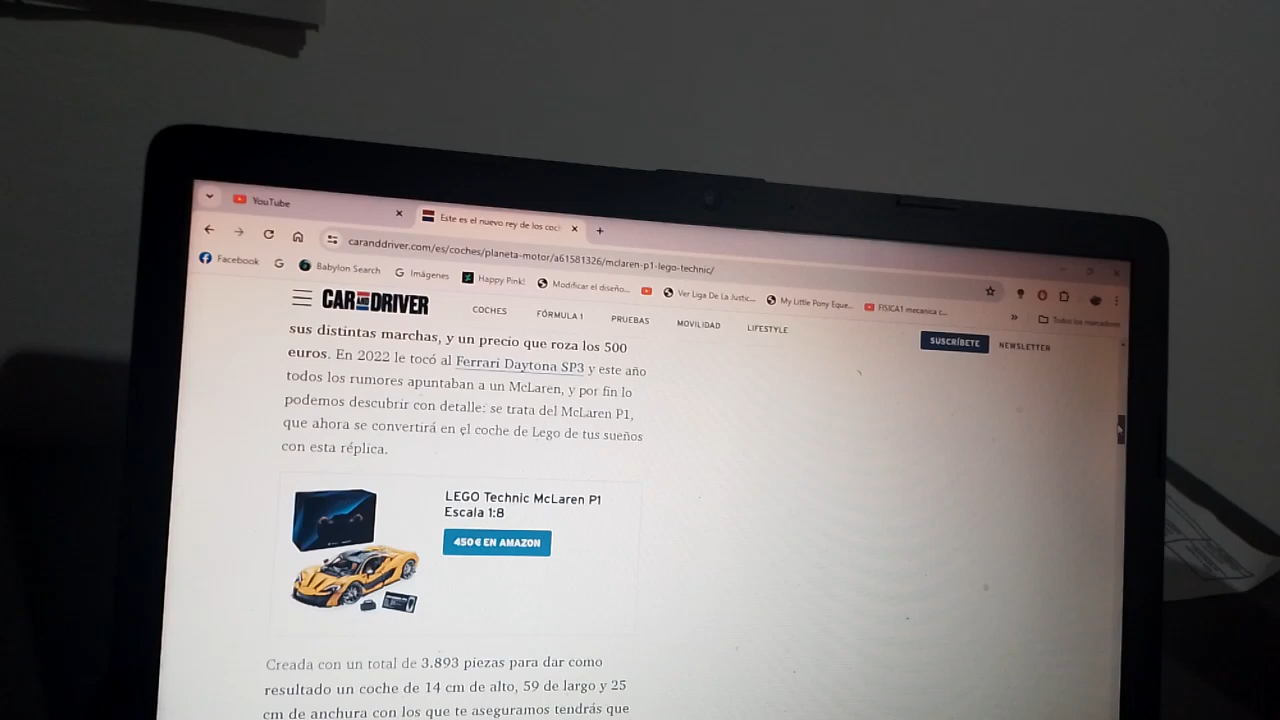 YouTube
Este es el nuevo rey de los coc
caranddriver.com/es/coches/planeta-motor/a61581326/mclaren-p1-lego-technic/
Facebook
Babylon Search
Imágenes
Happy Pink!
Modificar el diseño...
Ver Liga De La Justic...
My Little Pony Eque...
FISICA1 mecanica c...
»
Todos los marcadores
CAR AND DRIVER
COCHES
FÓRMULA 1
PRUEBAS
MOVILIDAD
LIFESTYLE
SUSCRÍBETE
NEWSLETTER
sus distintas marchas, y un precio que roza los 500
euros. En 2022 le tocó al Ferrari Daytona SP3 y este año
todos los rumores apuntaban a un McLaren, y por fin lo
podemos descubrir con detalle: se trata del McLaren P1,
que ahora se convertirá en el coche de Lego de tus sueños
con esta réplica.
LEGO Technic McLaren P1
Escala 1:8
450€ EN AMAZON
Creada con un total de 3.893 piezas para dar como
resultado un coche de 14 cm de alto, 59 de largo y 25
cm de anchura con los que te aseguramos tendrás que